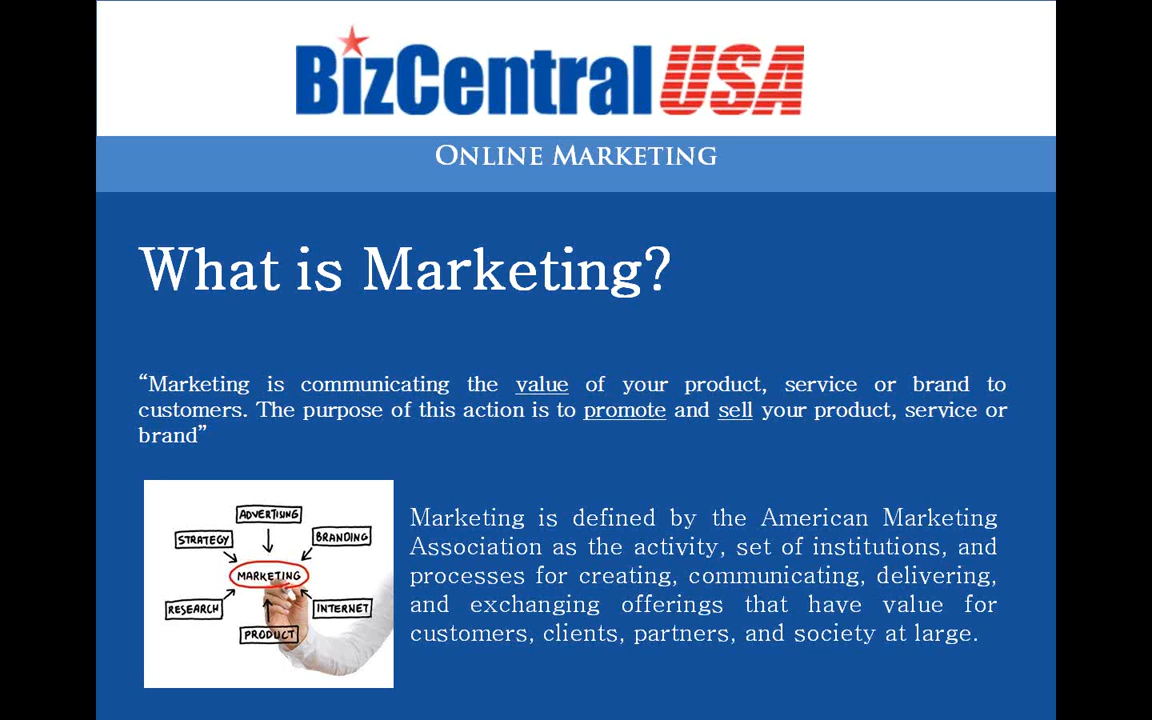 BizCentral USA
ONLINE MARKETING
What is Marketing?
“Marketing is communicating the value of your product, service or brand to
customers. The purpose of this action is to promote and sell your product, service or
brand”
ADVERTISING
STRATEGY
BRANDING
MARKETING
RESEARCH
INTERNET
PRODUCT
Marketing is defined by the American Marketing
Association as the activity, set of institutions, and
processes for creating, communicating, delivering,
and exchanging offerings that have value for
customers, clients, partners, and society at large.